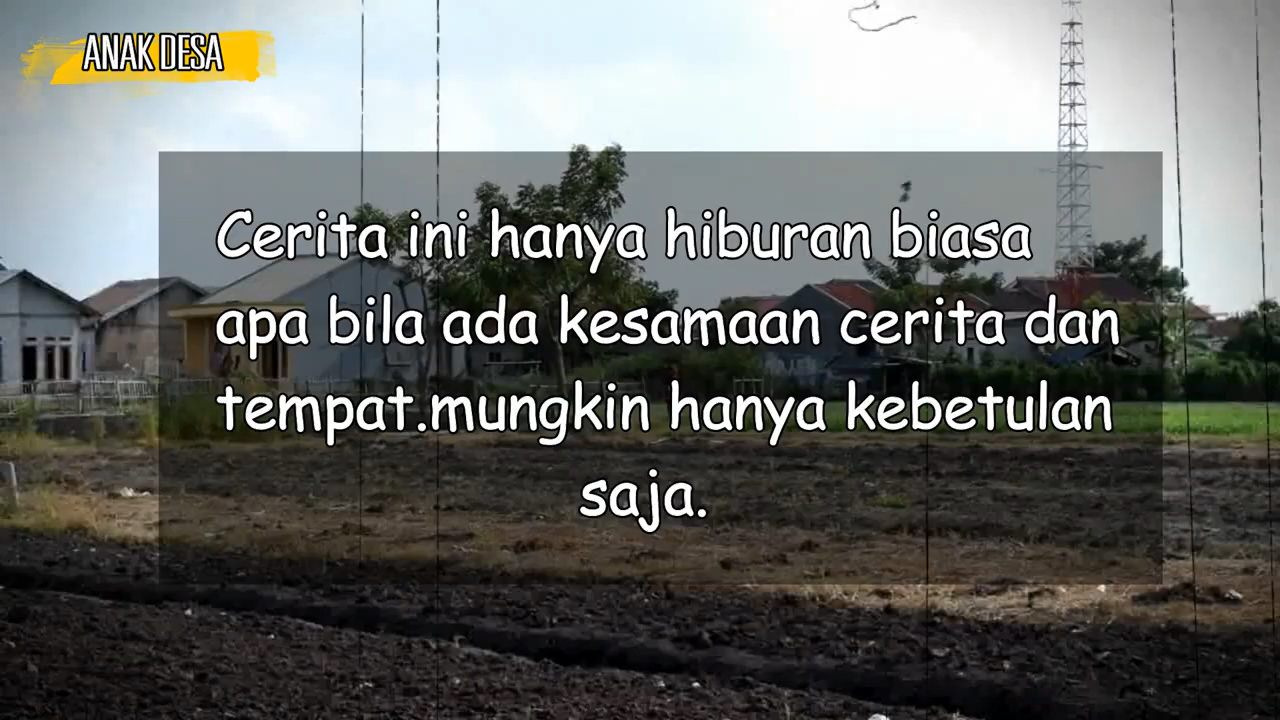 ANAK DESA
Cerita ini hanya hiburan biasa
apa bila ada kesamaan cerita dan
tempat.mungkin hanya kebetulan
saja.